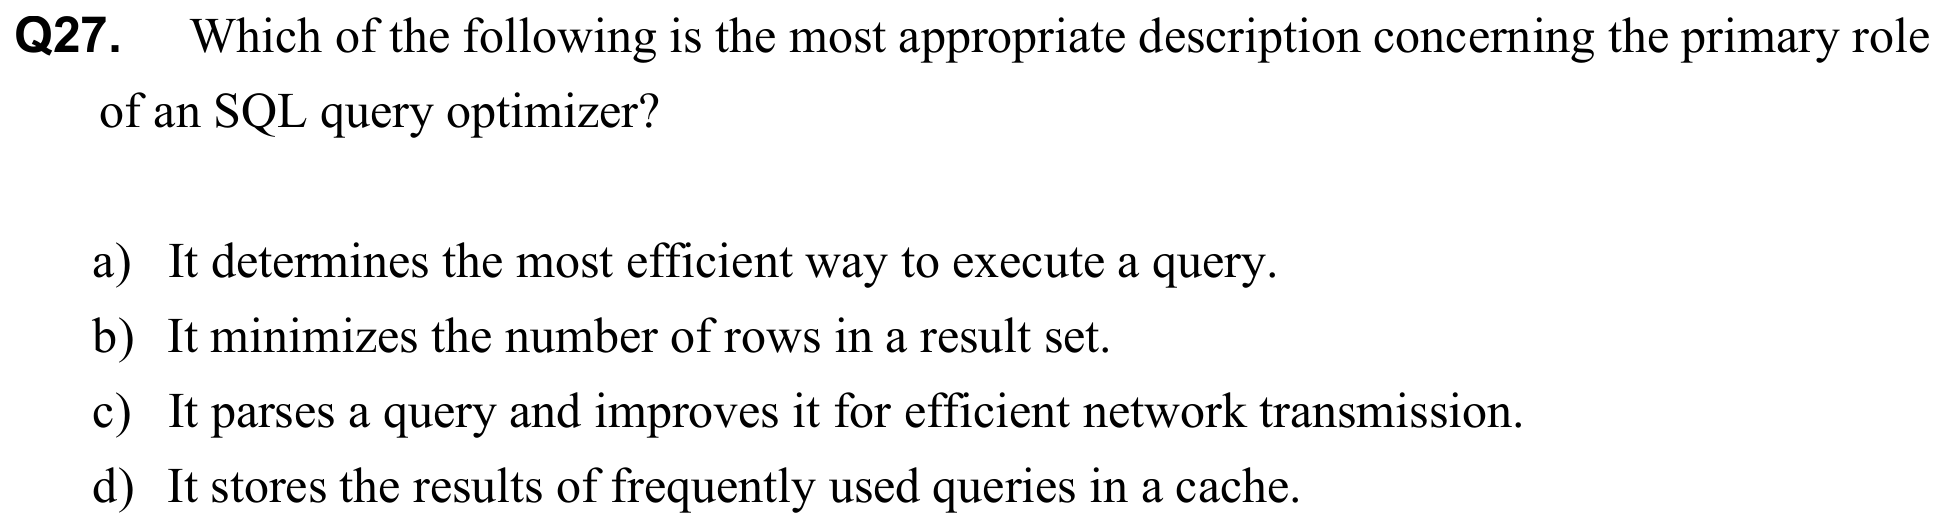 Q27. Which of the following is the most appropriate description concerning the primary role
of an SQL query optimizer?
a) It determines the most efficient way to execute a query.
b) It minimizes the number of rows in a result set.
c) It parses a query and improves it for efficient network transmission.
d) It stores the results of frequently used queries in a cache.